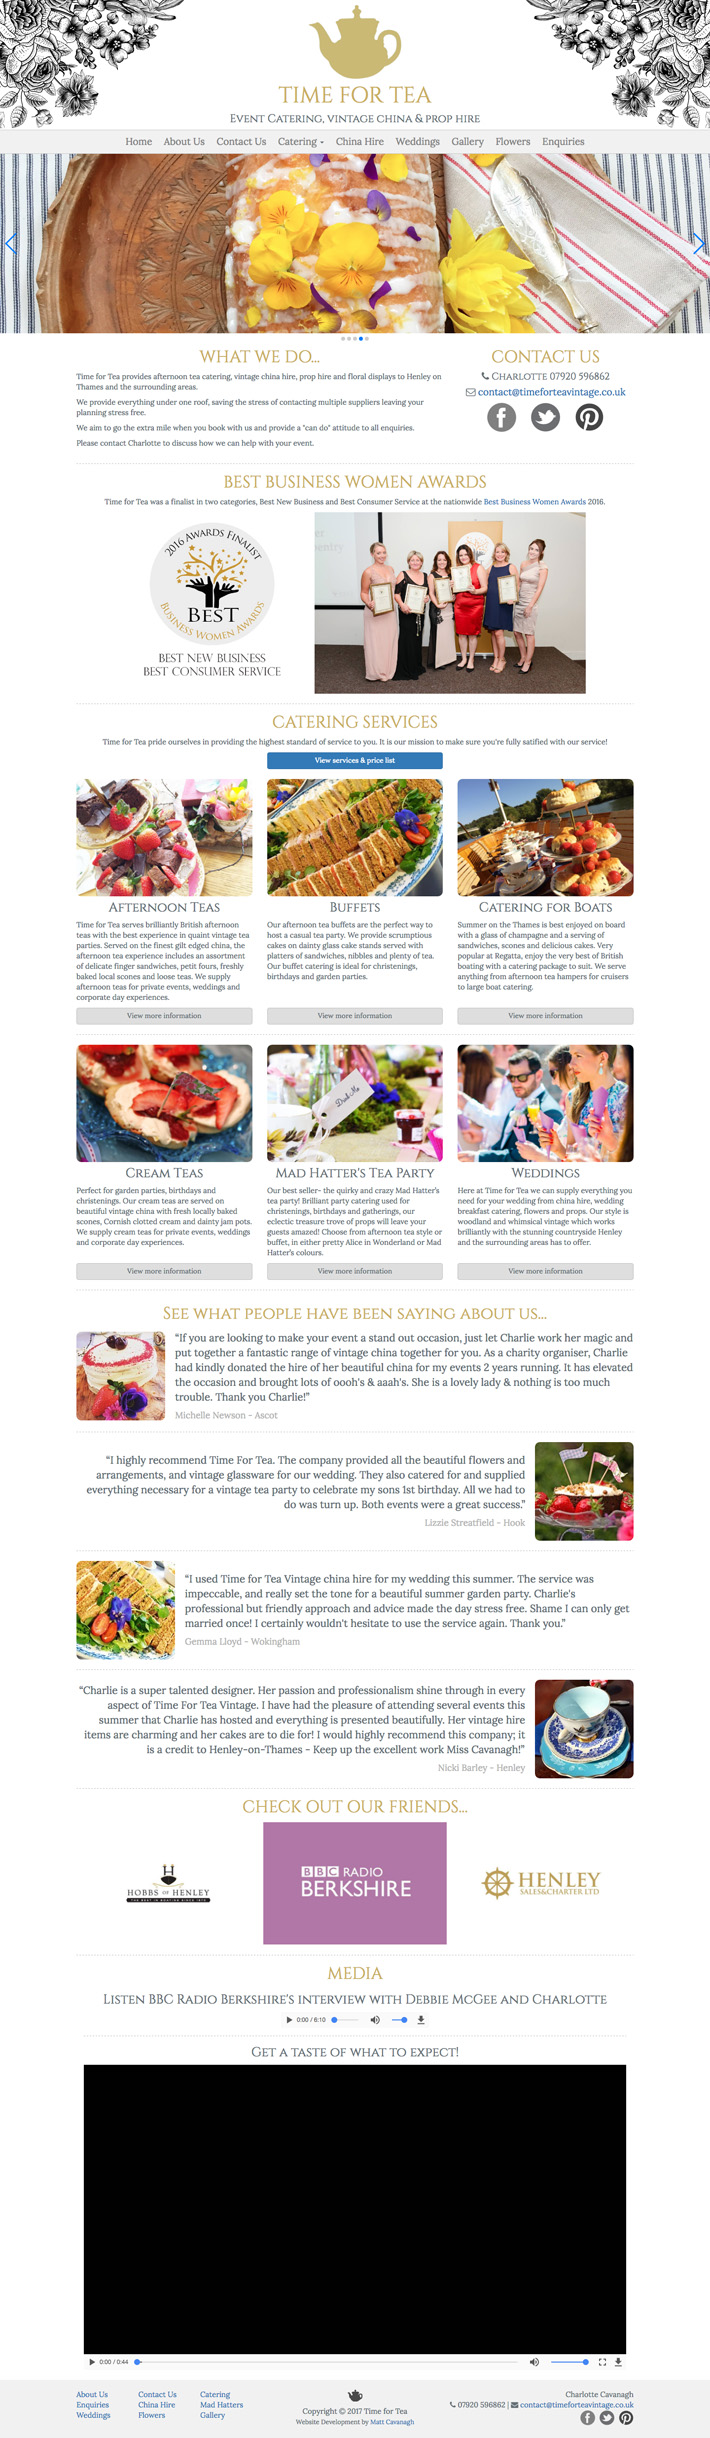 TIME FOR TEA
Event Catering, vintage china & prop hire
Home About Us Contact Us Catering China Hire Weddings Gallery Flowers Enquiries
WHAT WE DO...
Time for Tea provides afternoon tea catering, vintage china hire, prop hire and floral displays to Henley on
Thames and the surrounding areas.
We provide everything under one roof, saving the stress of contacting multiple suppliers leaving your
planning stress free.
We aim to go the extra mile when you book with us and provide a "can do" attitude to all enquiries.
Please contact Charlotte to discuss how we can help with your event.
CONTACT US
Charlotte 07920 596862
contact@timeforteavintage.co.uk
BEST BUSINESS WOMEN AWARDS
Time for Tea was a finalist in two categories, Best New Business and Best Consumer Service at the nationwide Best Business Women Awards 2016.
2016 Awards Finalist
BEST
Business Women Awards
BEST NEW BUSINESS
BEST CONSUMER SERVICE
CATERING SERVICES
Time for Tea pride ourselves in providing the highest standard of service to you. It is our mission to make sure you're fully satified with our service!
View services & price list
Afternoon Teas
Time for Tea serves brilliantly British afternoon
teas with the best experience in quaint vintage tea
parties. Served on the finest gilt edged china, the
afternoon tea experience includes an assortment
of delicate finger sandwiches, petit fours, freshly
baked local scones and loose teas. We supply
afternoon teas for private events, weddings and
corporate day experiences.
View more information
Buffets
Our afternoon tea buffets are the perfect way to
host a casual tea party. We provide scrumptious
cakes on dainty glass cake stands served with
platters of sandwiches, nibbles and plenty of tea.
Our buffet catering is ideal for christenings,
birthdays and garden parties.
View more information
Catering for Boats
Summer on the Thames is best enjoyed on board
with a glass of champagne and a serving of
sandwiches, scones and delicious cakes. Very
popular at Regatta, enjoy the very best of British
boating with a catering package to suit. We serve
anything from afternoon tea hampers for cruisers
to large boat catering.
View more information
Drink Me
Cream Teas
Perfect for garden parties, birthdays and
christenings. Our cream teas are served on
beautiful vintage china with fresh locally baked
scones, Cornish clotted cream and dainty jam pots.
We supply cream teas for private events, weddings
and corporate day experiences.
View more information
Mad Hatter's Tea Party
Our best seller- the quirky and crazy Mad Hatter's
tea party! Brilliant party catering used for
christenings, birthdays and gatherings, our
eclectic treasure trove of props will leave your
guests amazed! Choose from afternoon tea style or
buffet, in either pretty Alice in Wonderland or Mad
Hatter's colours.
View more information
Weddings
Here at Time for Tea we can supply everything you
need for your wedding from china hire, wedding
breakfast catering, flowers and props. Our style is
woodland and whimsical vintage which works
brilliantly with the stunning countryside Henley
and the surrounding areas has to offer.
View more information
See what people have been saying about us...
“If you are looking to make your event a stand out occasion, just let Charlie work her magic and
put together a fantastic range of vintage china together for you. As a charity organiser, Charlie
had kindly donated the hire of her beautiful china for my events 2 years running. It has elevated
the occasion and brought lots of oooh's & aaah's. She is a lovely lady & nothing is too much
trouble. Thank you Charlie!”
Michelle Newson - Ascot
“I highly recommend Time For Tea. The company provided all the beautiful flowers and
arrangements, and vintage glassware for our wedding. They also catered for and supplied
everything necessary for a vintage tea party to celebrate my sons 1st birthday. All we had to
do was turn up. Both events were a great success.”
Lizzie Streatfield - Hook
“I used Time for Tea Vintage china hire for my wedding this summer. The service was
impeccable, and really set the tone for a beautiful summer garden party. Charlie's
professional but friendly approach and advice made the day stress free. Shame I can only get
married once! I certainly wouldn't hesitate to use the service again. Thank you.”
Gemma Lloyd - Wokingham
“Charlie is a super talented designer. Her passion and professionalism shine through in every
aspect of Time For Tea Vintage. I have had the pleasure of attending several events this
summer that Charlie has hosted and everything is presented beautifully. Her vintage hire
items are charming and her cakes are to die for! I would highly recommend this company; it
is a credit to Henley-on-Thames - Keep up the excellent work Miss Cavanagh!”
Nicki Barley - Henley
CHECK OUT OUR FRIENDS...
HOBBS OF HENLEY
BBC RADIO
BERKSHIRE
HENLEY
SALES&CHARTER LTD
MEDIA
Listen BBC Radio Berkshire's interview with Debbie McGee and Charlotte
0:00 / 6:10
Get a taste of what to expect!
0:00 / 0:44
About Us Contact Us Catering
Enquiries China Hire Mad Hatters
Weddings Flowers Gallery
Copyright © 2017 Time for Tea
Website Development by Matt Cavanagh
Charlotte Cavanagh
07920 596862 | contact@timeforteavintage.co.uk